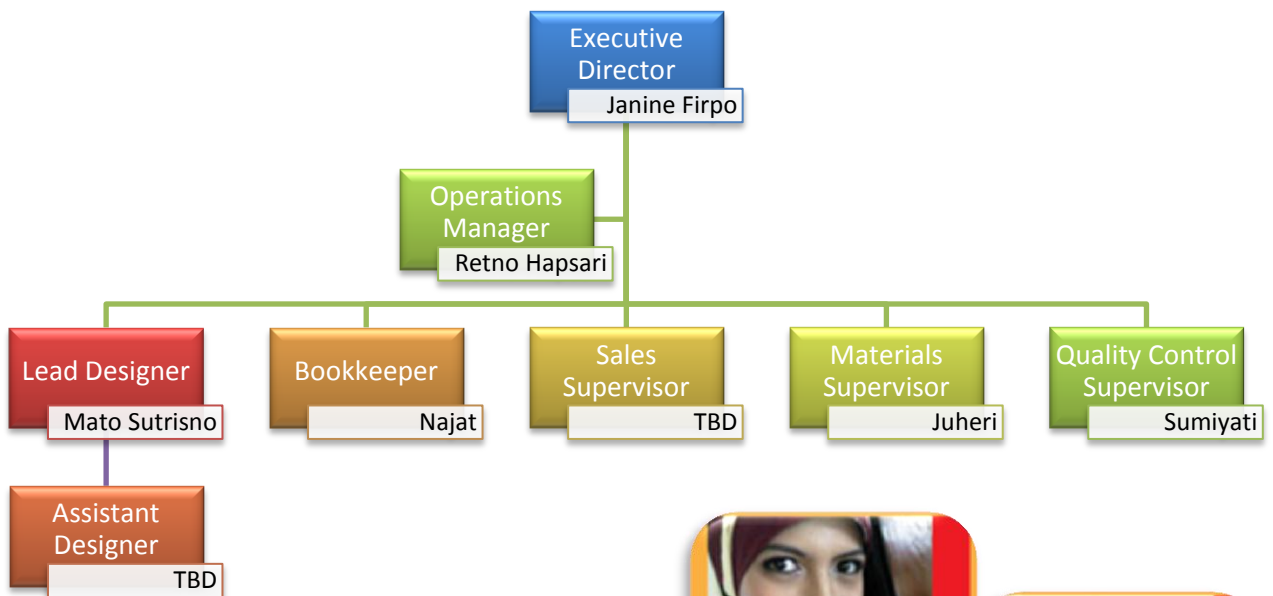 Executive
Director
Janine Firpo
Operations
Manager
Retno Hapsari
Lead Designer
Mato Sutrisno
Bookkeeper
Najat
Sales
Supervisor
TBD
Materials
Supervisor
Juheri
Quality Control
Supervisor
Sumiyati
Assistant
Designer
TBD